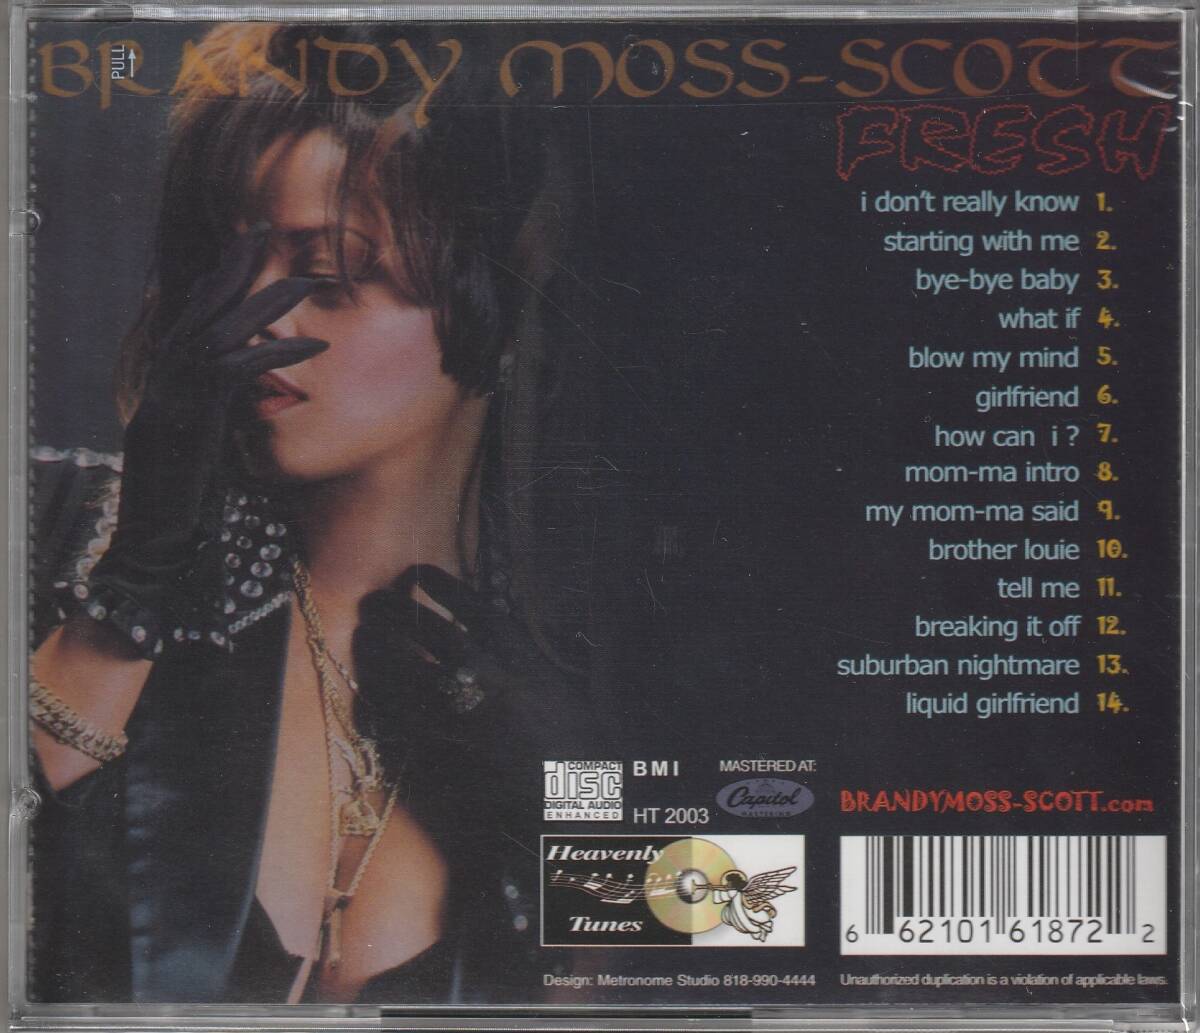 BRANDY MOSS-SCOTT
PULL
FRESH
i don't really know 1.
starting with me 2.
bye-bye baby 3.
what if 4.
blow my mind 5.
girlfriend 6.
how can i ? 7.
mom-ma intro 8.
my mom-ma said 9.
brother louie 10.
tell me 11.
breaking it off 12.
suburban nightmare 13.
liquid girlfriend 14.
COMPACT
disc
DIGITAL AUDIO
ENHANCED
BMI
HT 2003
MASTERED AT:
Capitol
MASTERING
BRANDYMOSS-SCOTT.com
Heavenly
Tunes
6 62101 61872 2
Design: Metronome Studio 818-990-4444
Unauthorized duplication is a violation of applicable laws.